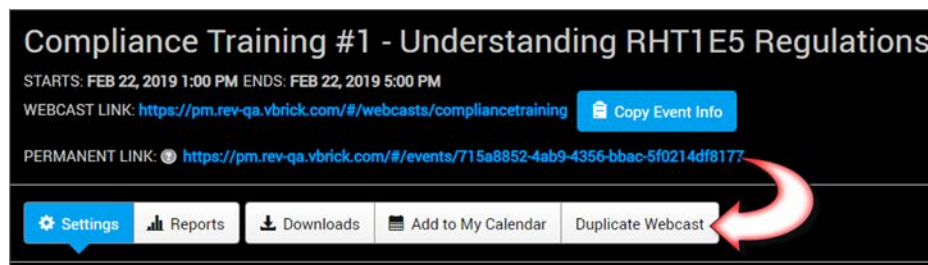 Compliance Training #1 - Understanding RHT1E5 Regulations
STARTS: FEB 22, 2019 1:00 PM ENDS: FEB 22, 2019 5:00 PM
WEBCAST LINK: https://pm.rev-qa.vbrick.com/#/webcasts/compliancetraining Copy Event Info
PERMANENT LINK: ? https://pm.rev-qa.vbrick.com/#/events/715a8852-4ab9-4356-bbac-5f0214df8177
Settings Reports Downloads Add to My Calendar Duplicate Webcast